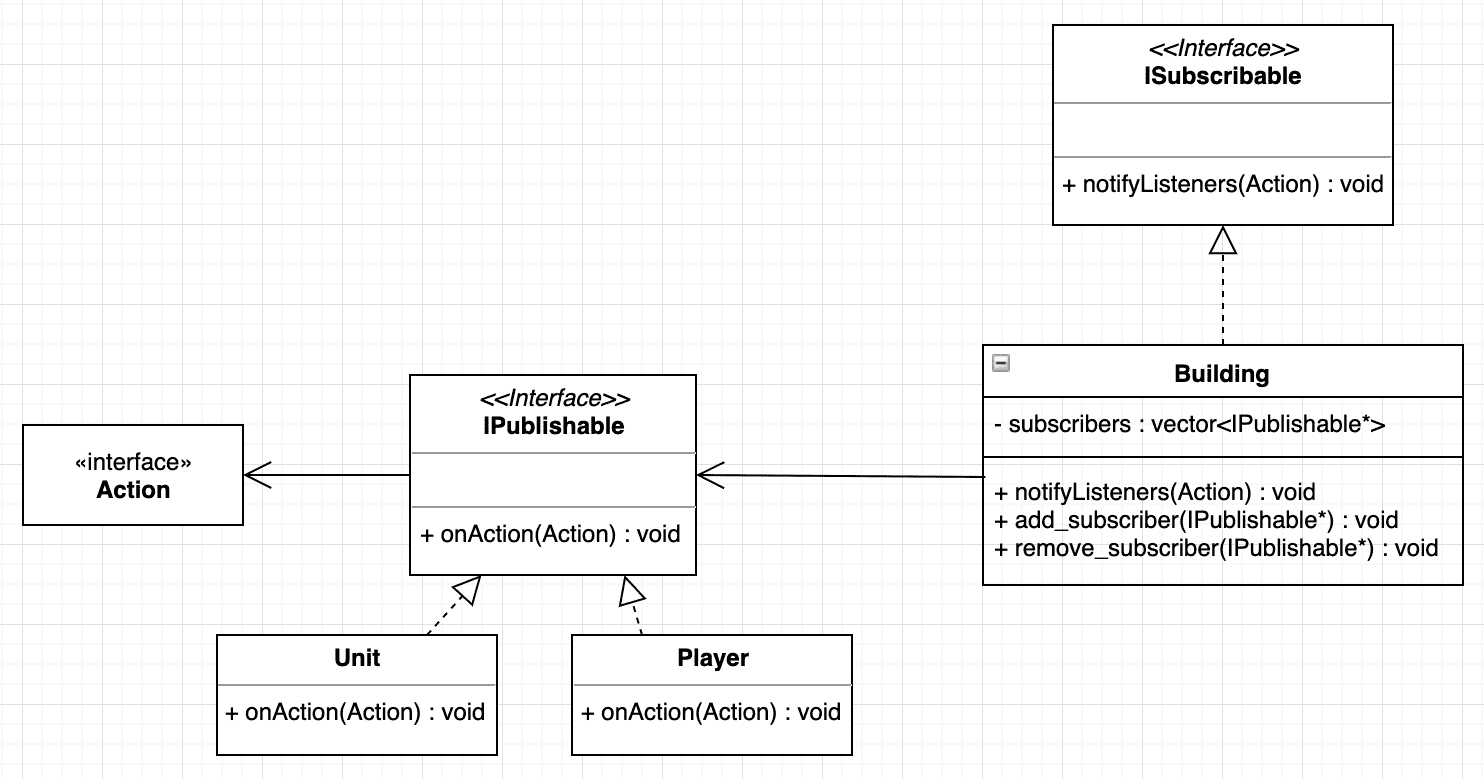 <<Interface>>
ISubscribable
+ notifyListeners(Action) : void
Building
- subscribers : vector<IPublishable*>
+ notifyListeners(Action) : void
+ add_subscriber(IPublishable*) : void
+ remove_subscriber(IPublishable*) : void
<<Interface>>
IPublishable
+ onAction(Action) : void
«interface»
Action
Unit
+ onAction(Action) : void
Player
+ onAction(Action) : void